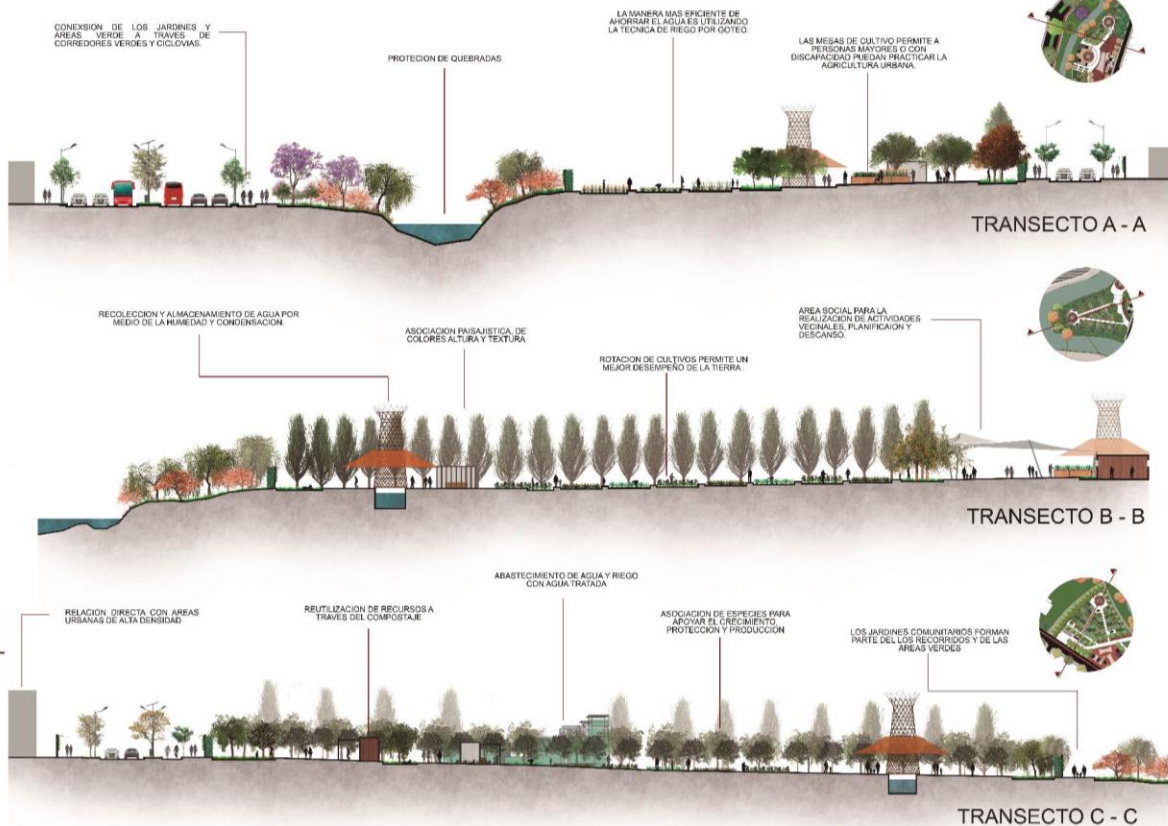 CONEXSION DE LOS JARDINES Y
AREAS VERDE A TRAVES DE
CORREDORES VERDES Y CICLOVIAS.
PROTECION DE QUEBRADAS
LA MANERA MAS EFICIENTE DE
AHORRAR EL AGUA ES UTILIZANDO
LA TECNICA DE RIEGO POR GOTEO.
LAS MESAS DE CULTIVO PERMITE A
PERSONAS MAYORES O CON
DISCAPACIDAD PUEDAN PRACTICAR LA
AGRICULTURA URBANA.
TRANSECTO A - A
RECOLECCION Y ALMACENAMIENTO DE AGUA POR
MEDIO DE LA HUMEDAD Y CONDENSACION.
ASOCIACION PAISAJISTICA, DE
COLORES ALTURA Y TEXTURA
ROTACION DE CULTIVOS PERMITE UN
MEJOR DESEMPEÑO DE LA TIERRA.
AREA SOCIAL PARA LA
REALIZACION DE ACTIVIDADES
VECINALES, PLANIFICAION Y
DESCANSO.
TRANSECTO B - B
RELACION DIRECTA CON AREAS
URBANAS DE ALTA DENSIDAD
REUTILIZACION DE RECURSOS A
TRAVES DEL COMPOSTAJE
ABASTECIMIENTO DE AGUA Y RIEGO
CON AGUA TRATADA
ASOCIACION DE ESPECIES PARA
APOYAR EL CRECIMIENTO,
PROTECCION Y PRODUCCION
LOS JARDINES COMUNITARIOS FORMAN
PARTE DEL LOS RECORRIDOS Y DE LAS
AREAS VERDES
TRANSECTO C - C